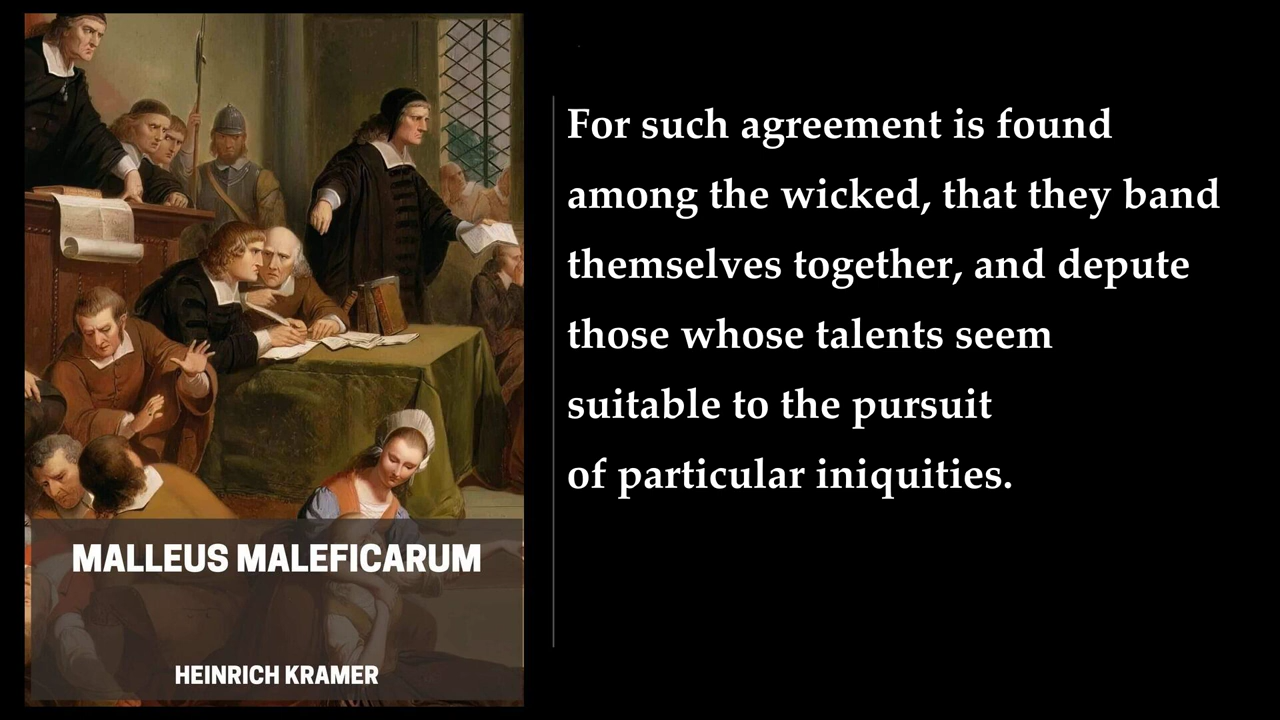 For such agreement is found
among the wicked, that they band
themselves together, and depute
those whose talents seem
suitable to the pursuit
of particular iniquities.
MALLEUS MALEFICARUM
HEINRICH KRAMER